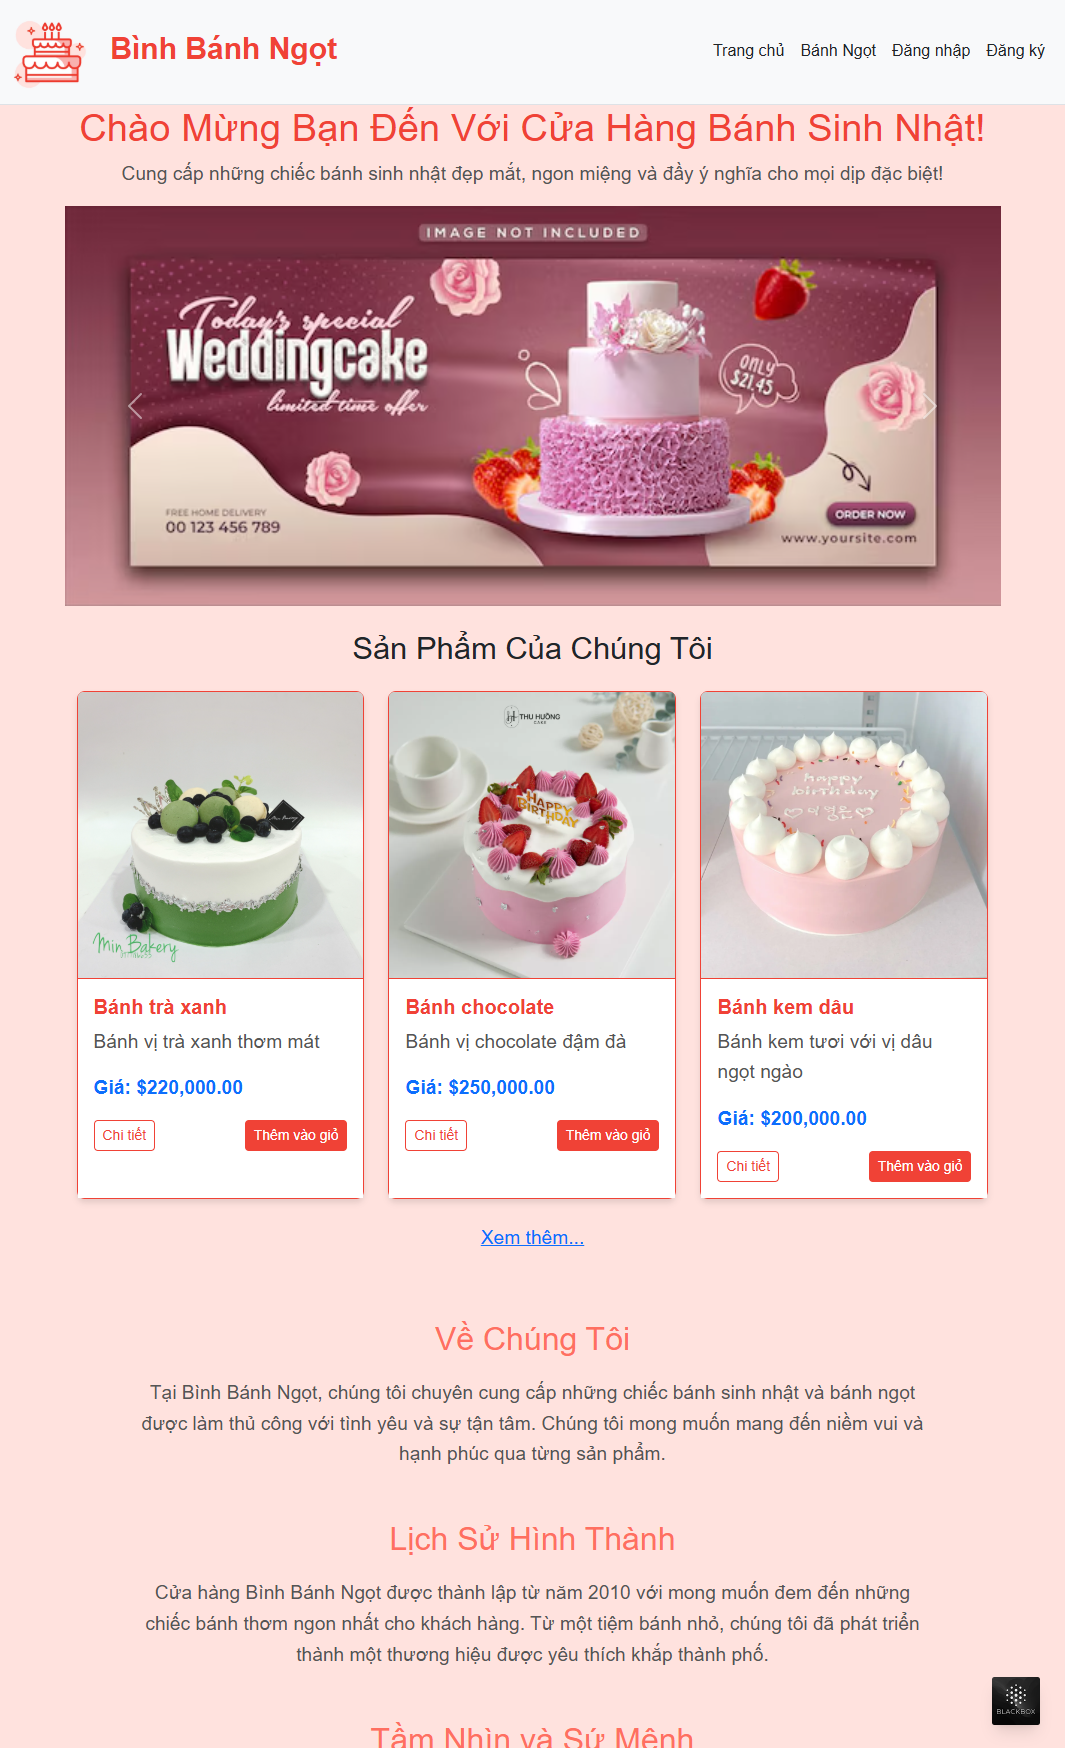 Bình Bánh Ngọt
Trang chủ Bánh Ngọt Đăng nhập Đăng ký
Chào Mừng Bạn Đến Với Cửa Hàng Bánh Sinh Nhật!
Cung cấp những chiếc bánh sinh nhật đẹp mắt, ngon miệng và đầy ý nghĩa cho mọi dịp đặc biệt!
IMAGE NOT INCLUDED
Today's special
Weddingcake
limited time offer
ONLY
$21.45
FREE HOME DELIVERY
00 123 456 789
ORDER NOW
www.yoursite.com
Sản Phẩm Của Chúng Tôi
Min Bakery
THU HƯỜNG
CAKE
HAPPY
BIRTHDAY
happy
birthday
Bánh trà xanh
Bánh vị trà xanh thơm mát
Giá: $220,000.00
Chi tiết Thêm vào giỏ
Bánh chocolate
Bánh vị chocolate đậm đà
Giá: $250,000.00
Chi tiết Thêm vào giỏ
Bánh kem dâu
Bánh kem tươi với vị dâu
ngọt ngào
Giá: $200,000.00
Chi tiết Thêm vào giỏ
Xem thêm...
Về Chúng Tôi
Tại Bình Bánh Ngọt, chúng tôi chuyên cung cấp những chiếc bánh sinh nhật và bánh ngọt
được làm thủ công với tình yêu và sự tận tâm. Chúng tôi mong muốn mang đến niềm vui và
hạnh phúc qua từng sản phẩm.
Lịch Sử Hình Thành
Cửa hàng Bình Bánh Ngọt được thành lập từ năm 2010 với mong muốn đem đến những
chiếc bánh thơm ngon nhất cho khách hàng. Từ một tiệm bánh nhỏ, chúng tôi đã phát triển
thành một thương hiệu được yêu thích khắp thành phố.
BLACKBOX
Tầm Nhìn và Sứ Mệnh